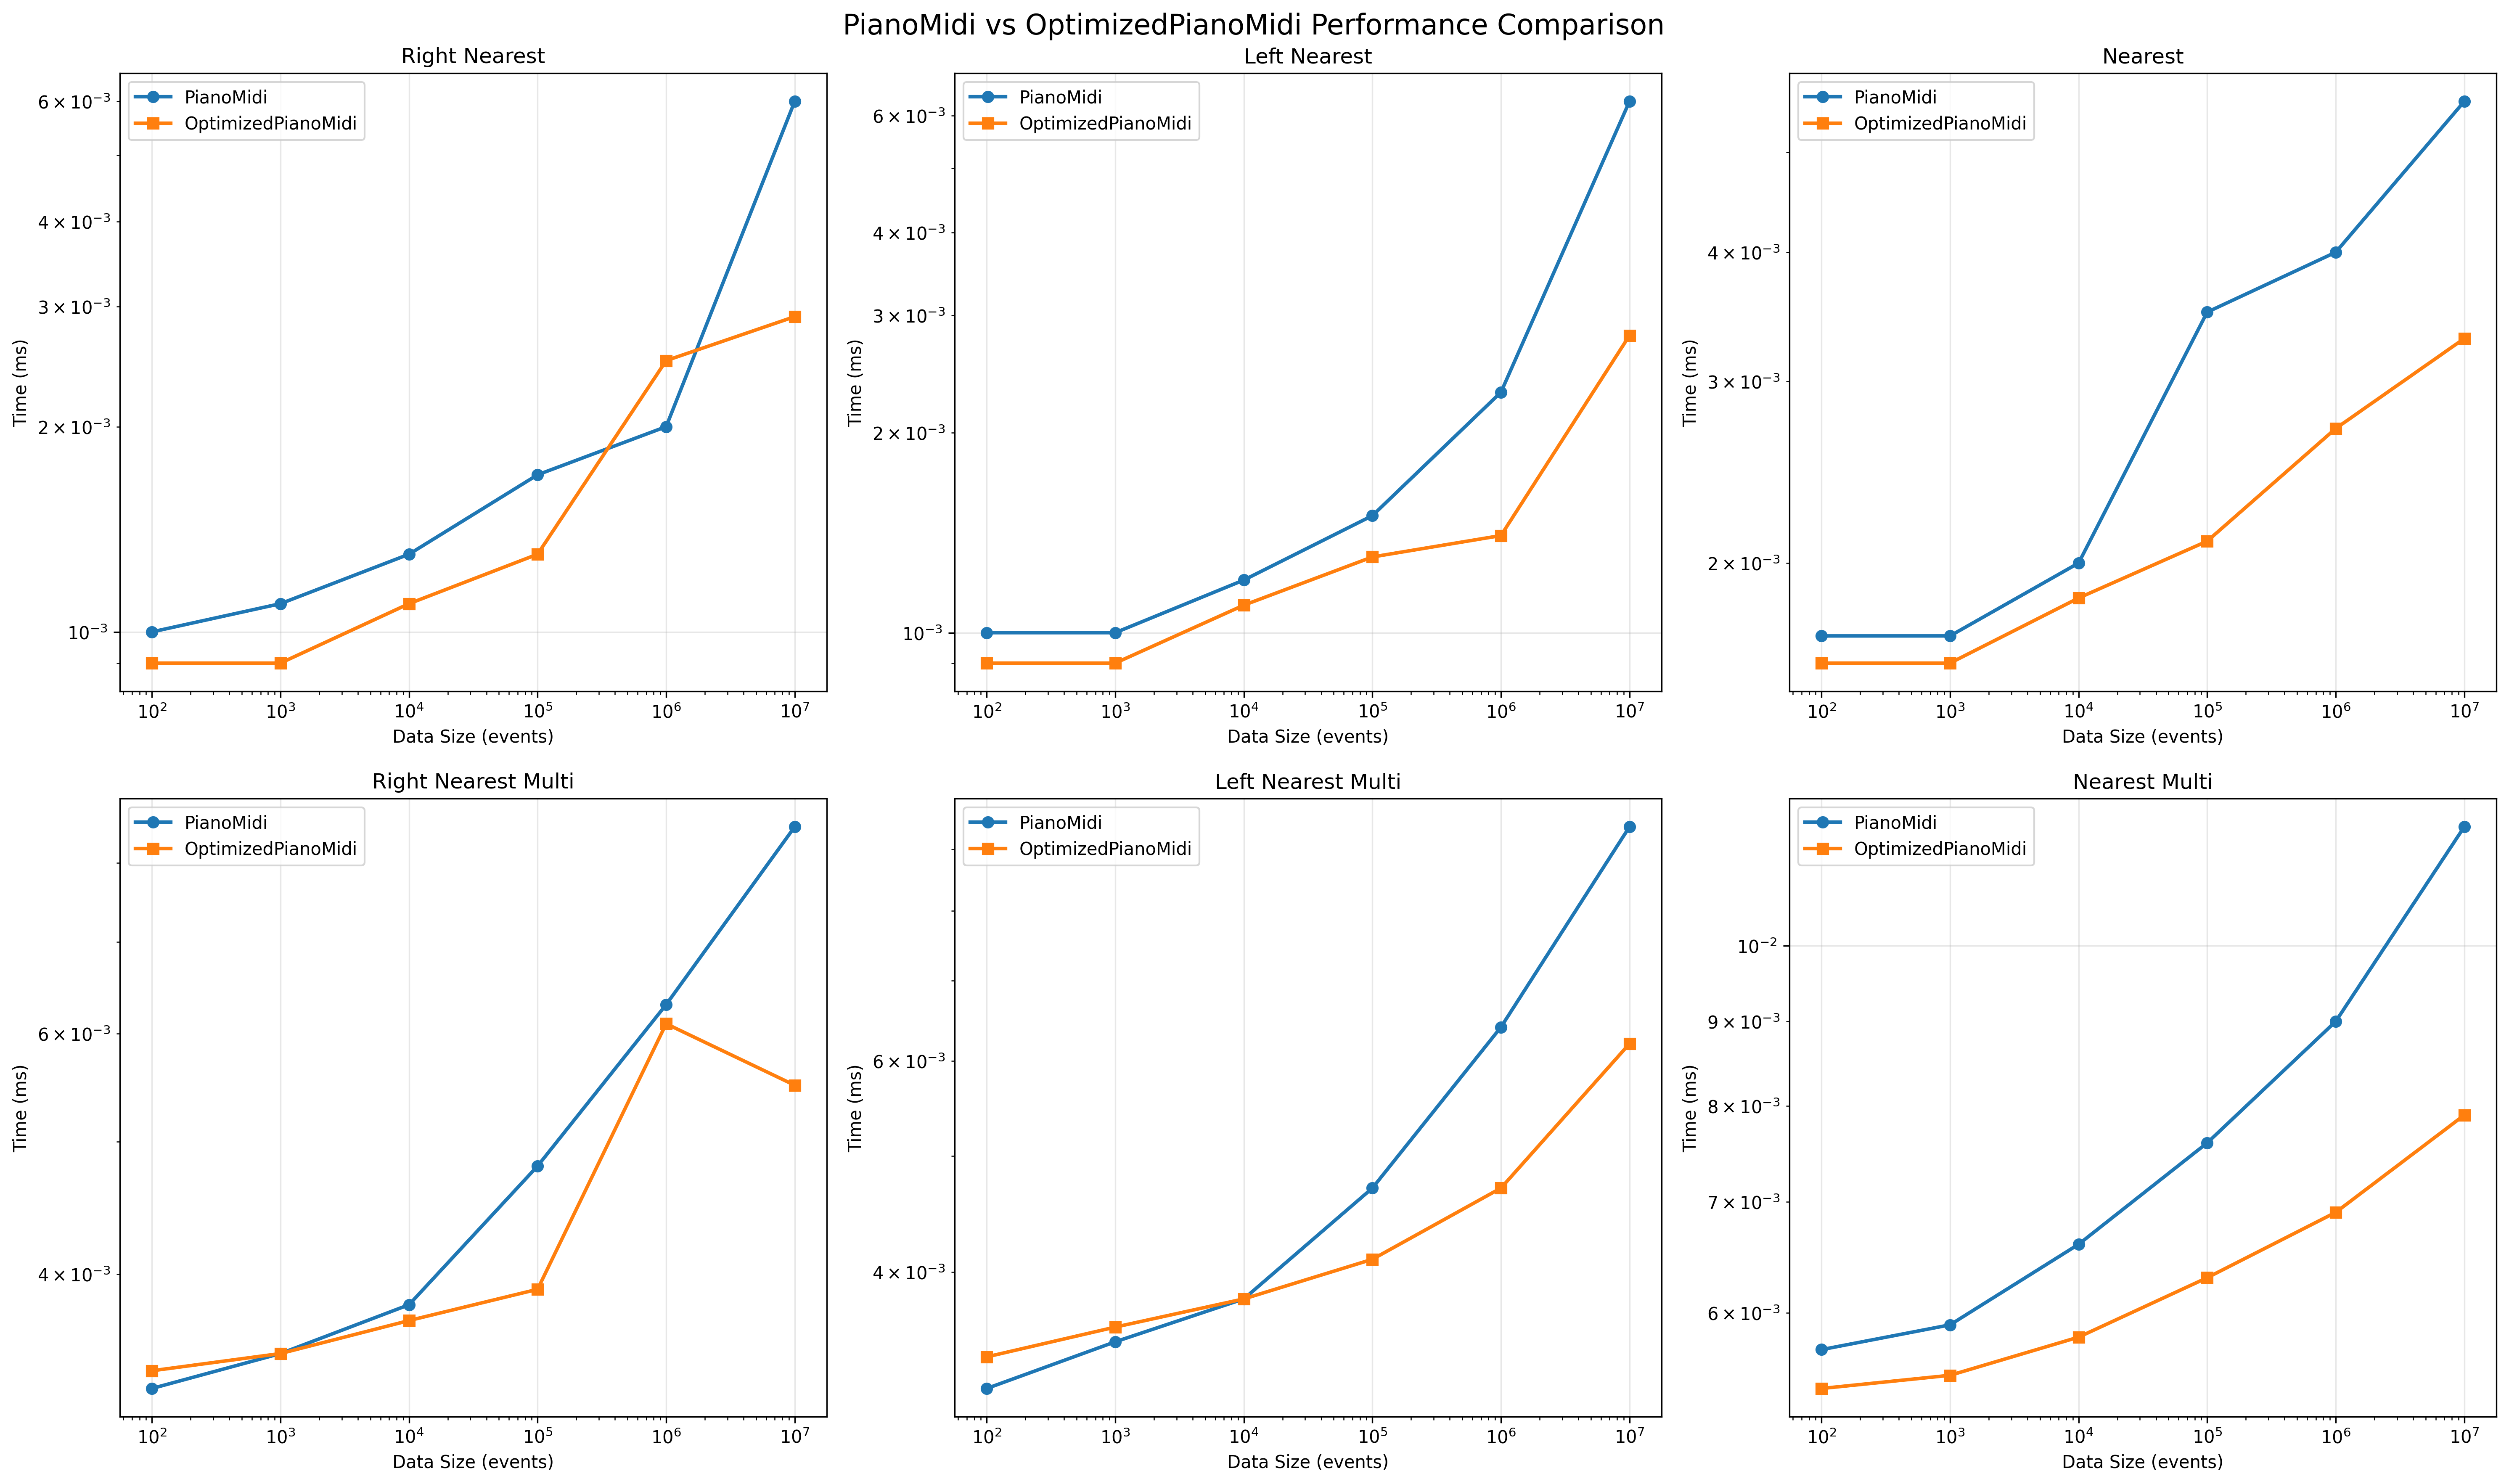 PianoMidi vs OptimizedPianoMidi Performance Comparison
Right Nearest
PianoMidi
OptimizedPianoMidi
6 × 10⁻³
4 × 10⁻³
3 × 10⁻³
2 × 10⁻³
10⁻³
Time (ms)
10² 10³ 10⁴ 10⁵ 10⁶ 10⁷
Data Size (events)
Left Nearest
PianoMidi
OptimizedPianoMidi
6 × 10⁻³
4 × 10⁻³
3 × 10⁻³
2 × 10⁻³
10⁻³
Time (ms)
10² 10³ 10⁴ 10⁵ 10⁶ 10⁷
Data Size (events)
Nearest
PianoMidi
OptimizedPianoMidi
4 × 10⁻³
3 × 10⁻³
2 × 10⁻³
Time (ms)
10² 10³ 10⁴ 10⁵ 10⁶ 10⁷
Data Size (events)
Right Nearest Multi
PianoMidi
OptimizedPianoMidi
6 × 10⁻³
4 × 10⁻³
Time (ms)
10² 10³ 10⁴ 10⁵ 10⁶ 10⁷
Data Size (events)
Left Nearest Multi
PianoMidi
OptimizedPianoMidi
6 × 10⁻³
4 × 10⁻³
Time (ms)
10² 10³ 10⁴ 10⁵ 10⁶ 10⁷
Data Size (events)
Nearest Multi
PianoMidi
OptimizedPianoMidi
10⁻²
9 × 10⁻³
8 × 10⁻³
7 × 10⁻³
6 × 10⁻³
Time (ms)
10² 10³ 10⁴ 10⁵ 10⁶ 10⁷
Data Size (events)